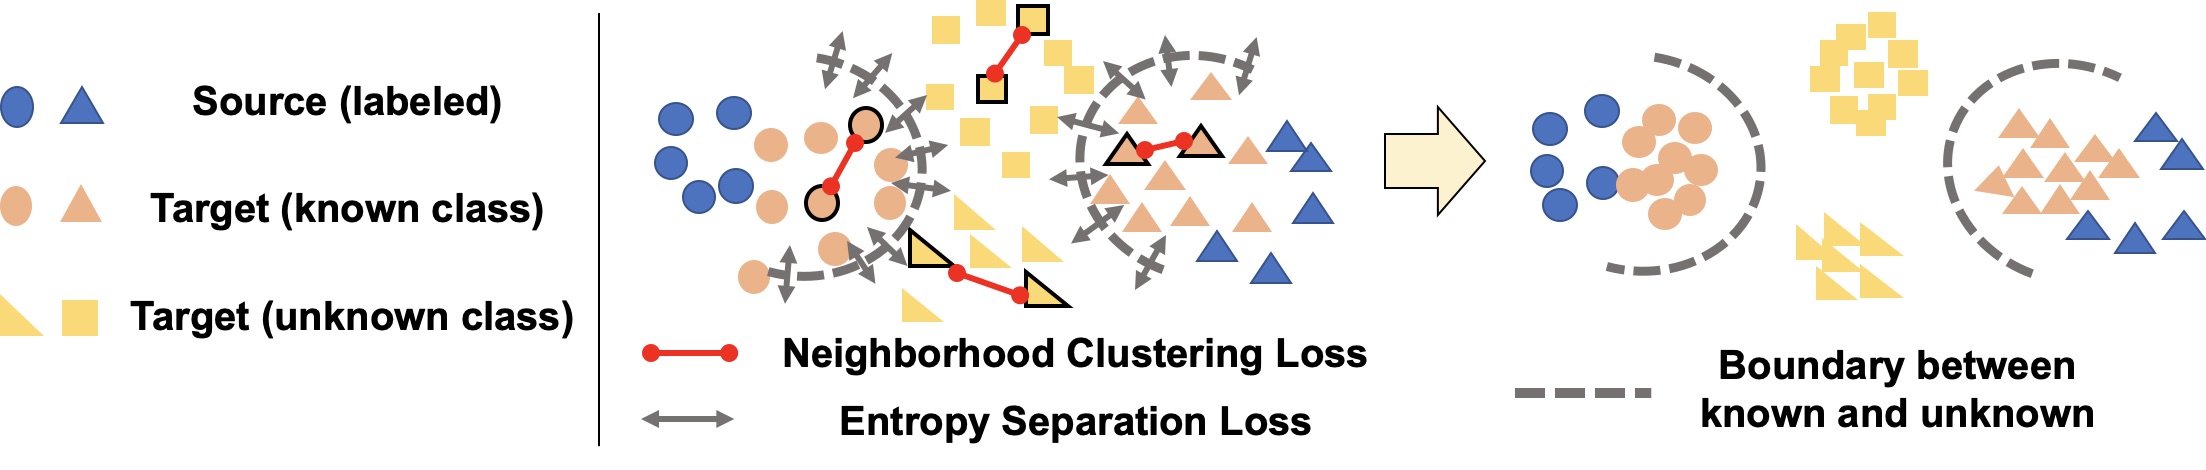 Source (labeled)
Target (known class)
Target (unknown class)
Neighborhood Clustering Loss
Entropy Separation Loss
Boundary between
known and unknown